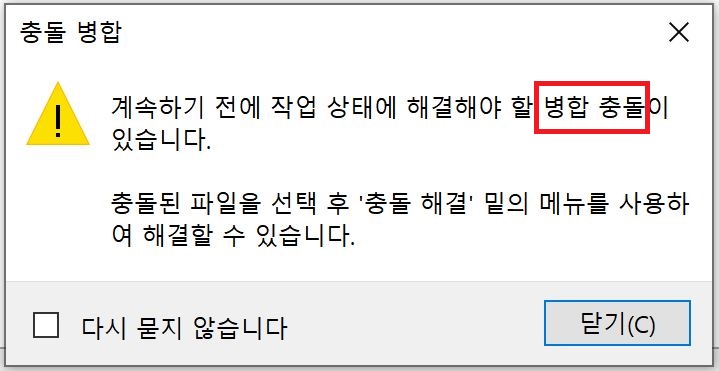 충돌 병합
계속하기 전에 작업 상태에 해결해야 할 병합 충돌이
있습니다.
충돌된 파일을 선택 후 '충돌 해결' 밑의 메뉴를 사용하
여 해결할 수 있습니다.
다시 묻지 않습니다
닫기(C)